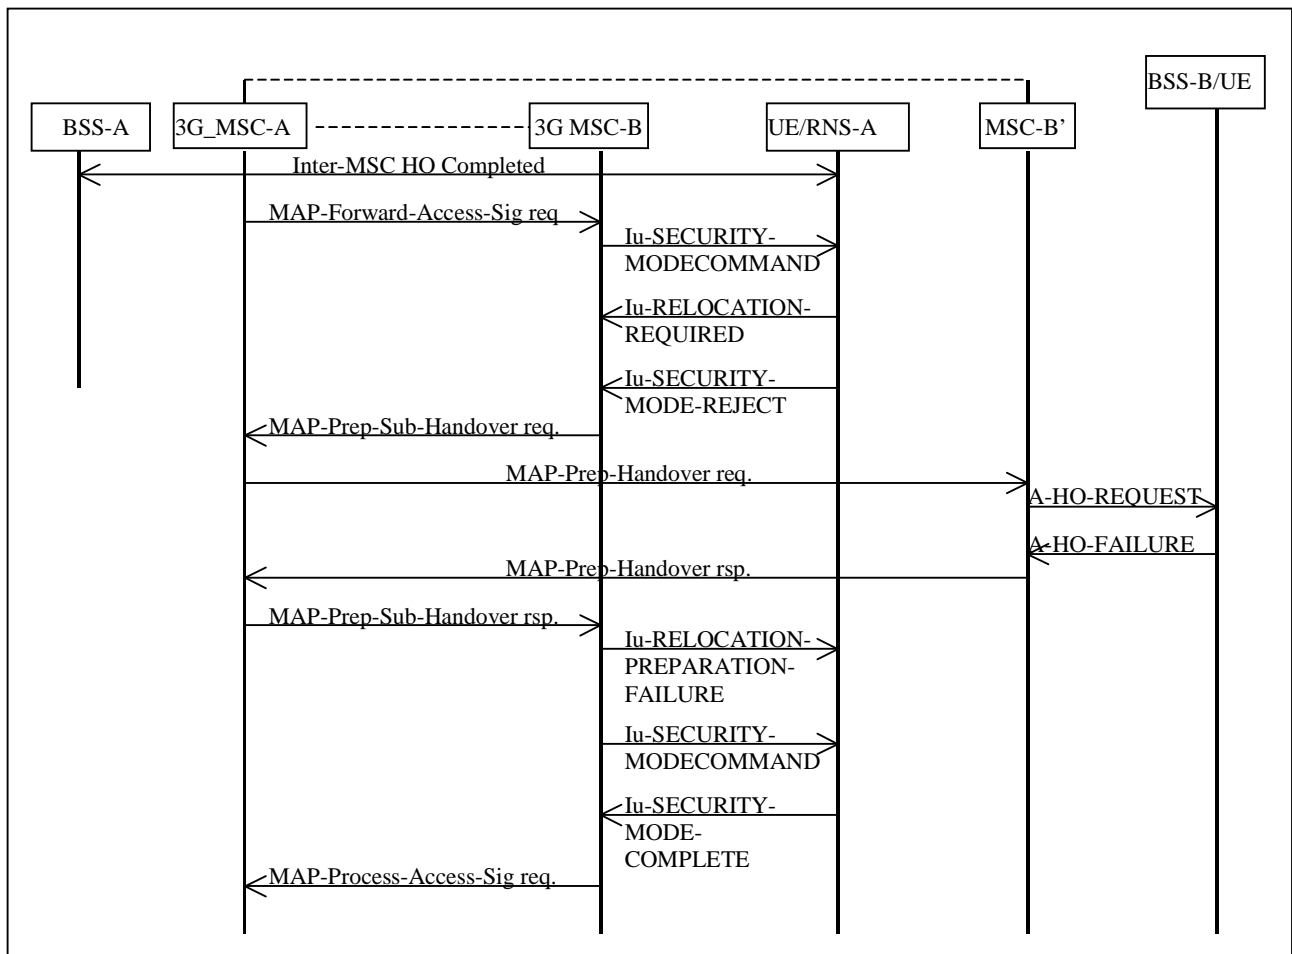 BSS-B/UE
BSS-A
3G_MSC-A
3G MSC-B
UE/RNS-A
MSC-B’
Inter-MSC HO Completed
MAP-Forward-Access-Sig req
Iu-SECURITY-
MODECOMMAND
Iu-RELOCATION-
REQUIRED
Iu-SECURITY-
MODE-REJECT
MAP-Prep-Sub-Handover req.
MAP-Prep-Handover req.
A-HO-REQUEST
A-HO-FAILURE
MAP-Prep-Handover rsp.
MAP-Prep-Sub-Handover rsp.
Iu-RELOCATION-
PREPARATION-
FAILURE
Iu-SECURITY-
MODECOMMAND
Iu-SECURITY-
MODE-
COMPLETE
MAP-Process-Access-Sig req.